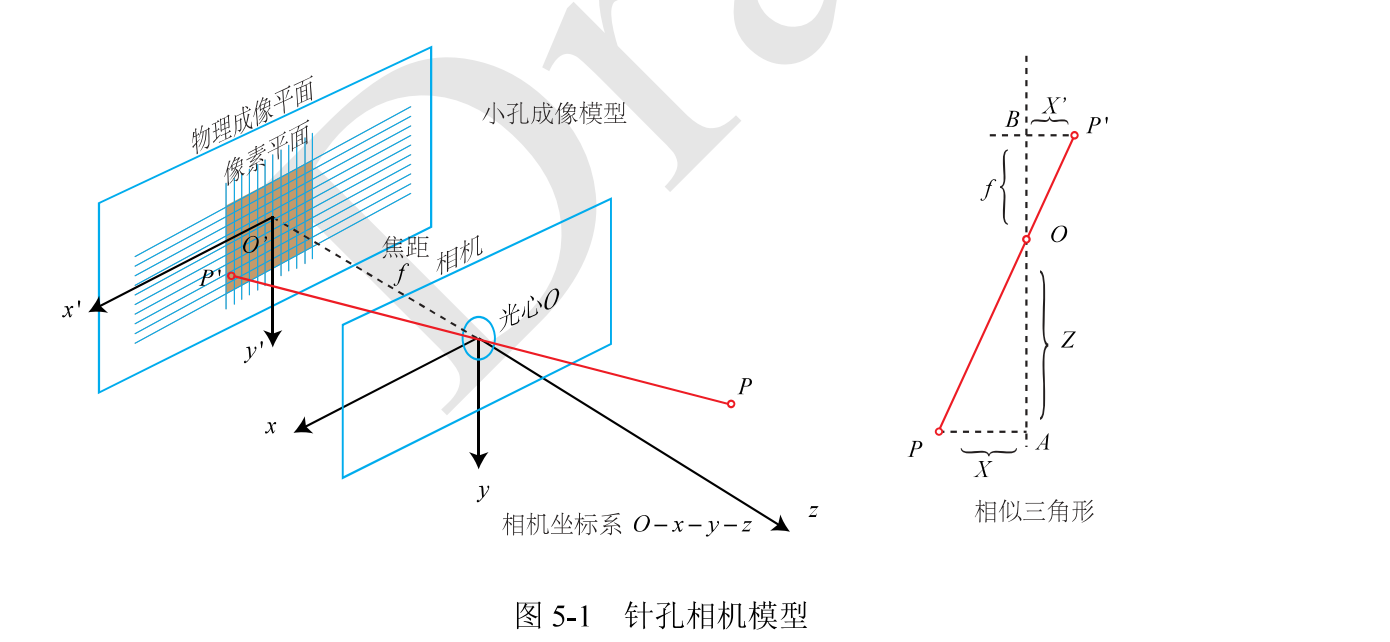 物理成像平面
像素平面
小孔成像模型
O'
P'
x'
y'
焦距
f
相机
光心O
x
y
z
P
相机坐标系 O－x－y－z
B
X'
P'
f
O
Z
P
X
A
相似三角形
图 5-1 针孔相机模型
Dra